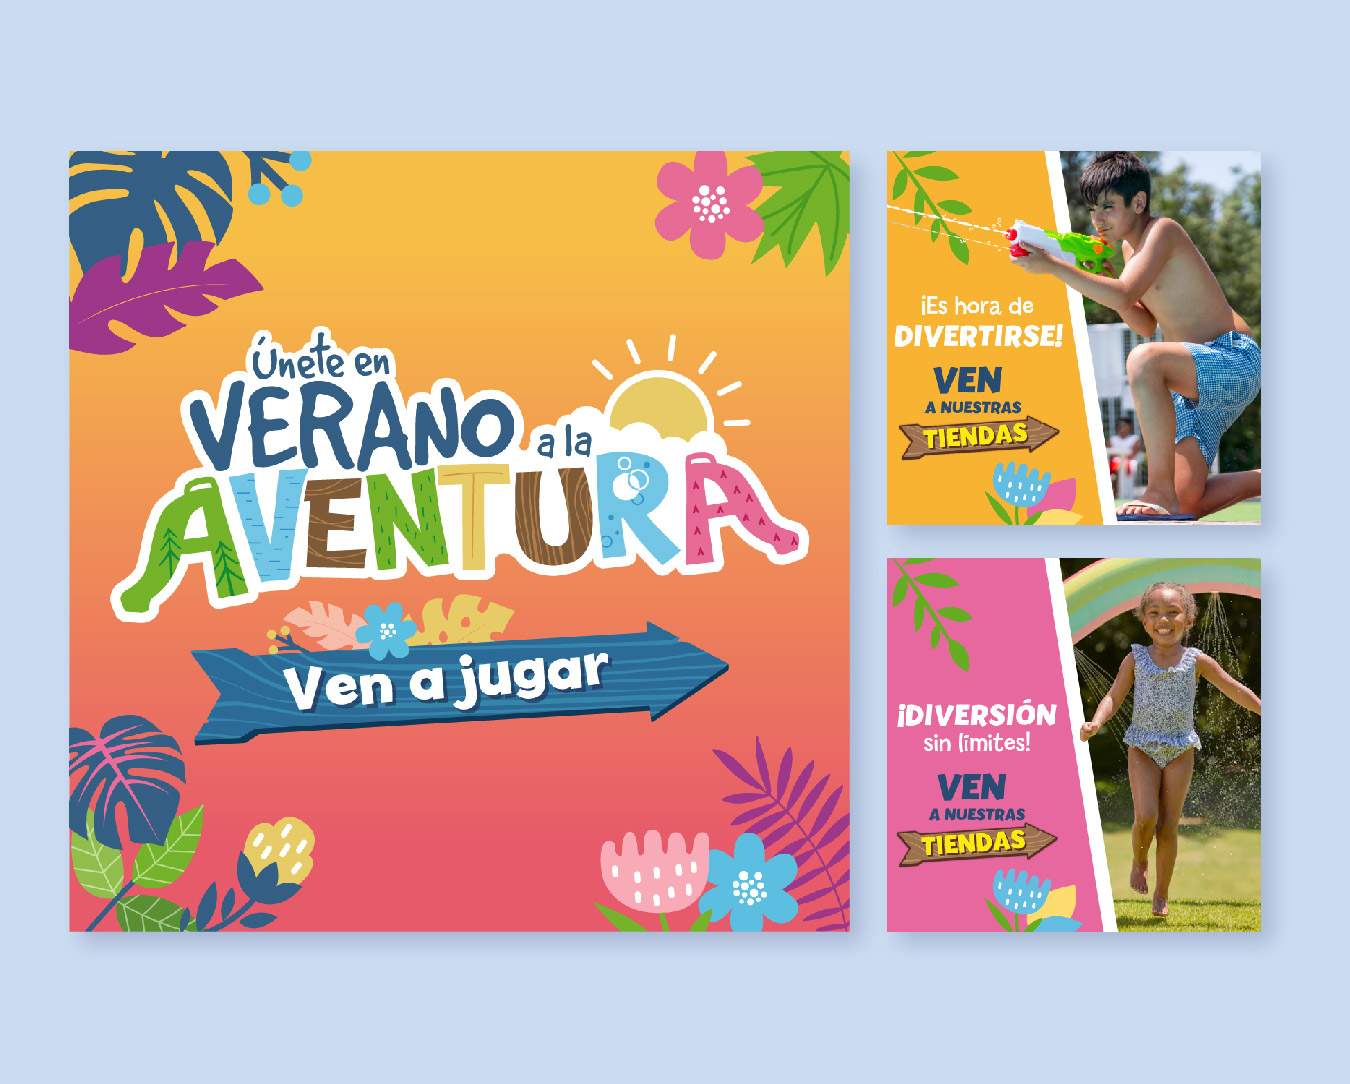 Únete en
VERANO a la
AVENTURA
Ven a jugar
¡Es hora de
DIVERTIRSE!
VEN
A NUESTRAS
TIENDAS
¡DIVERSIÓN
sin límites!
VEN
A NUESTRAS
TIENDAS